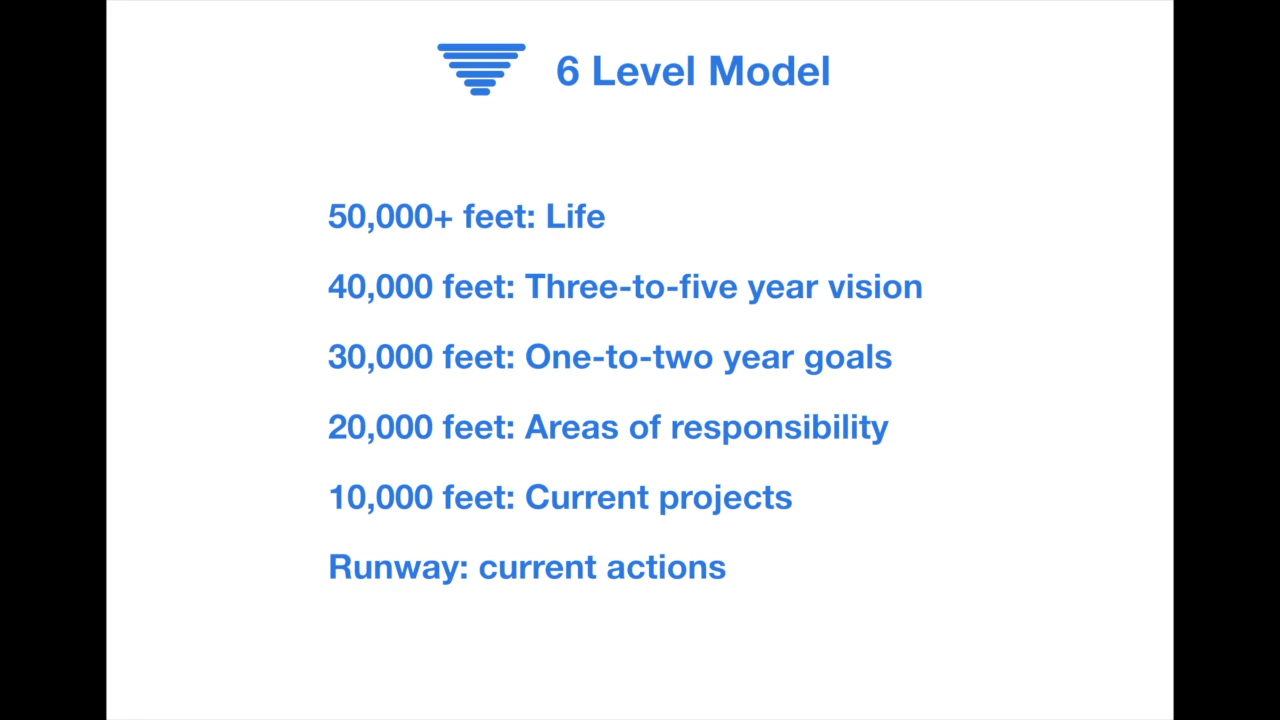 6 Level Model
50,000+ feet: Life
40,000 feet: Three-to-five year vision
30,000 feet: One-to-two year goals
20,000 feet: Areas of responsibility
10,000 feet: Current projects
Runway: current actions